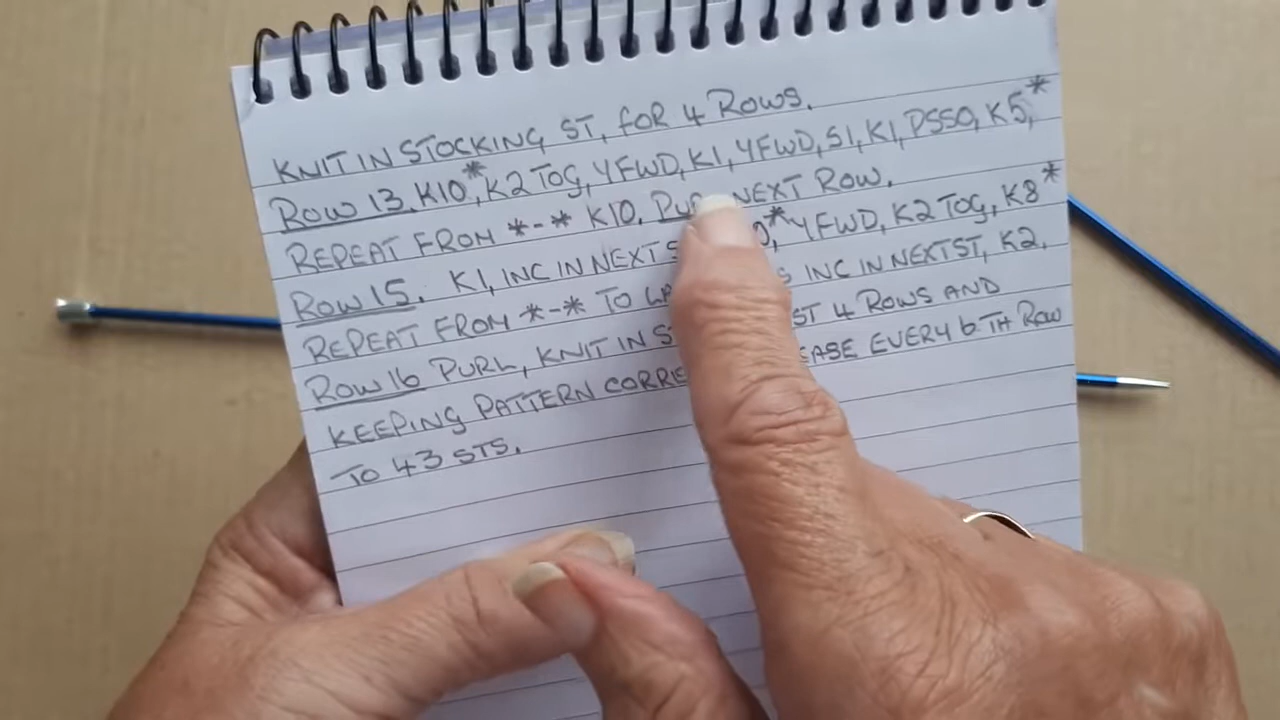 KNIT IN STOCKING ST, FOR 4 ROWS.
ROW 13. K10*, K2 TOG, YFWD, K1, YFWD, S1, K1, PSSO, K5,*
REPEAT FROM *-* K10. NEXT ROW.
ROW 15. K1, INC IN NEXT *YFWD, K2 TOG, K8*
REPEAT FROM *-* TO INC IN NEXT ST, K2.
ROW 16 PURL, KNIT IN 4 ROWS AND
KEEPING PATTERN EVERY 6TH ROW
TO 43 STS.